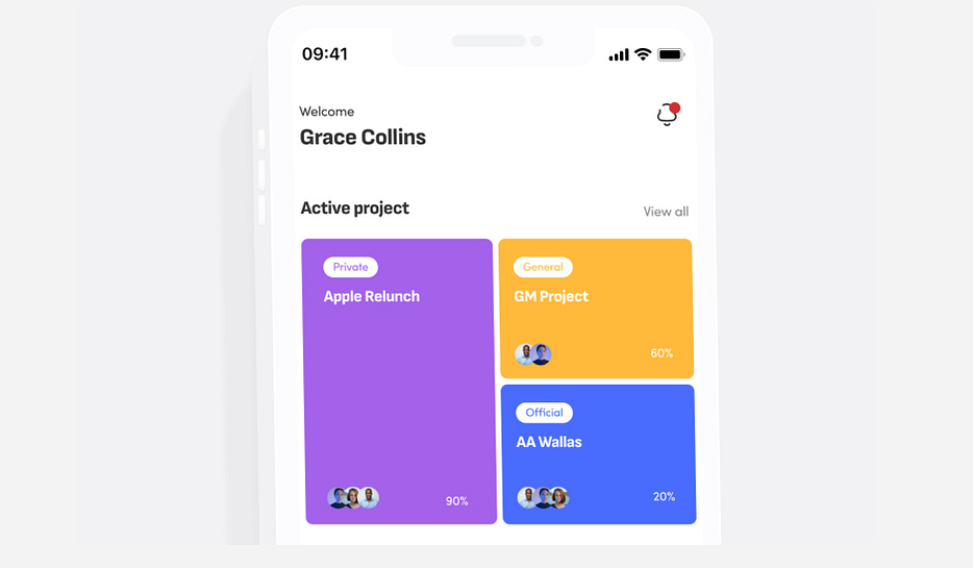 09:41
Welcome
Grace Collins
Active project
View all
Private
Apple Relunch
90%
General
GM Project
60%
Official
AA Wallas
20%